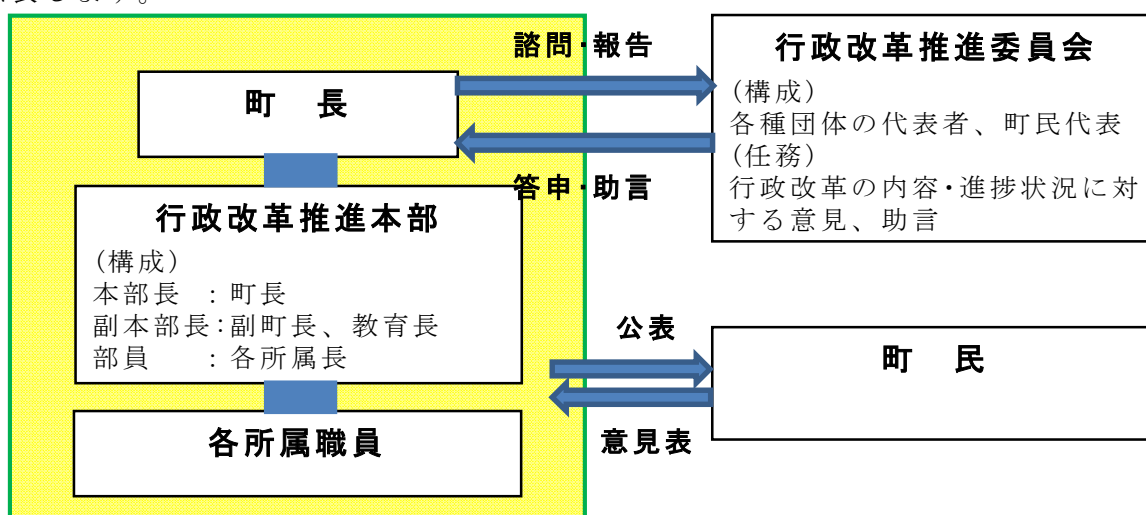 諮問・報告
行政改革推進委員会
(構成)
各種団体の代表者、町民代表
(任務)
行政改革の内容・進捗状況に対
する意見、助言
町　長
答申・助言
行政改革推進本部
(構成)
本部長　：町長
副本部長：副町長、教育長
部員　　：各所属長
公表
町　民
意見表
各所属職員